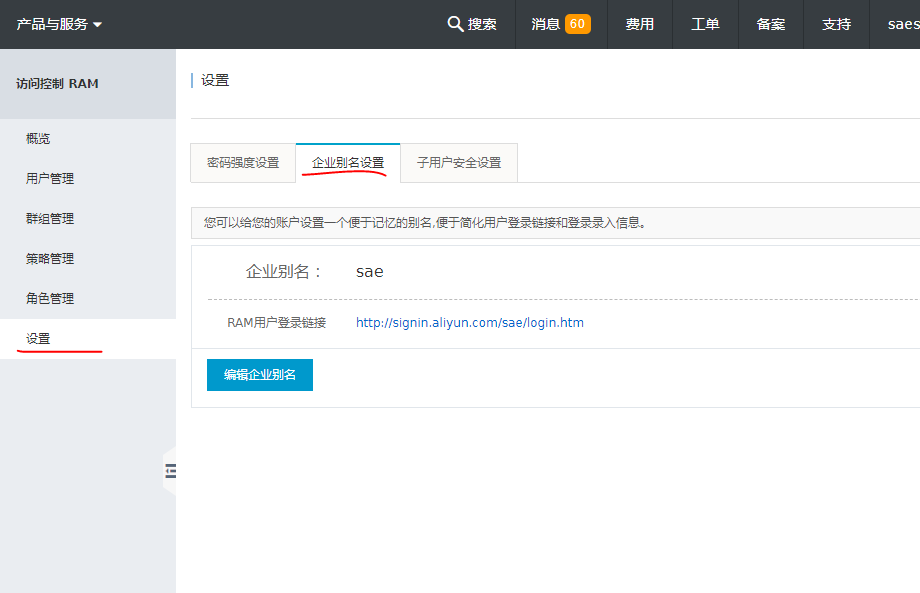 产品与服务
搜索
消息 60
费用
工单
备案
支持
saes
访问控制 RAM
概览
用户管理
群组管理
策略管理
角色管理
设置
设置
密码强度设置
企业别名设置
子用户安全设置
您可以给您的账户设置一个便于记忆的别名,便于简化用户登录链接和登录录入信息。
企业别名： sae
RAM用户登录链接 http://signin.aliyun.com/sae/login.htm
编辑企业别名